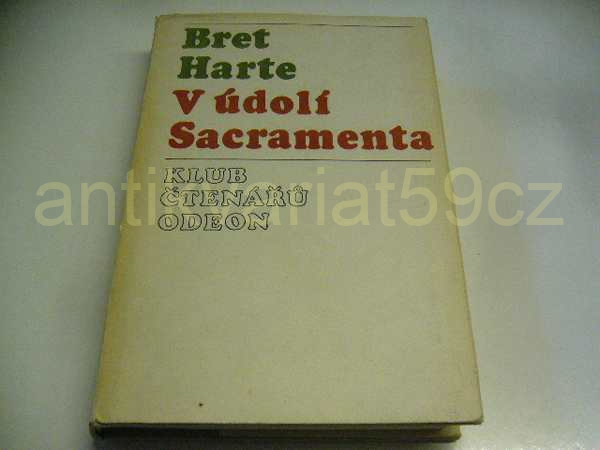 Bret
Harte
V údolí
Sacramenta
KLUB
ČTENÁŘŮ
ODEON
antikvariat59cz